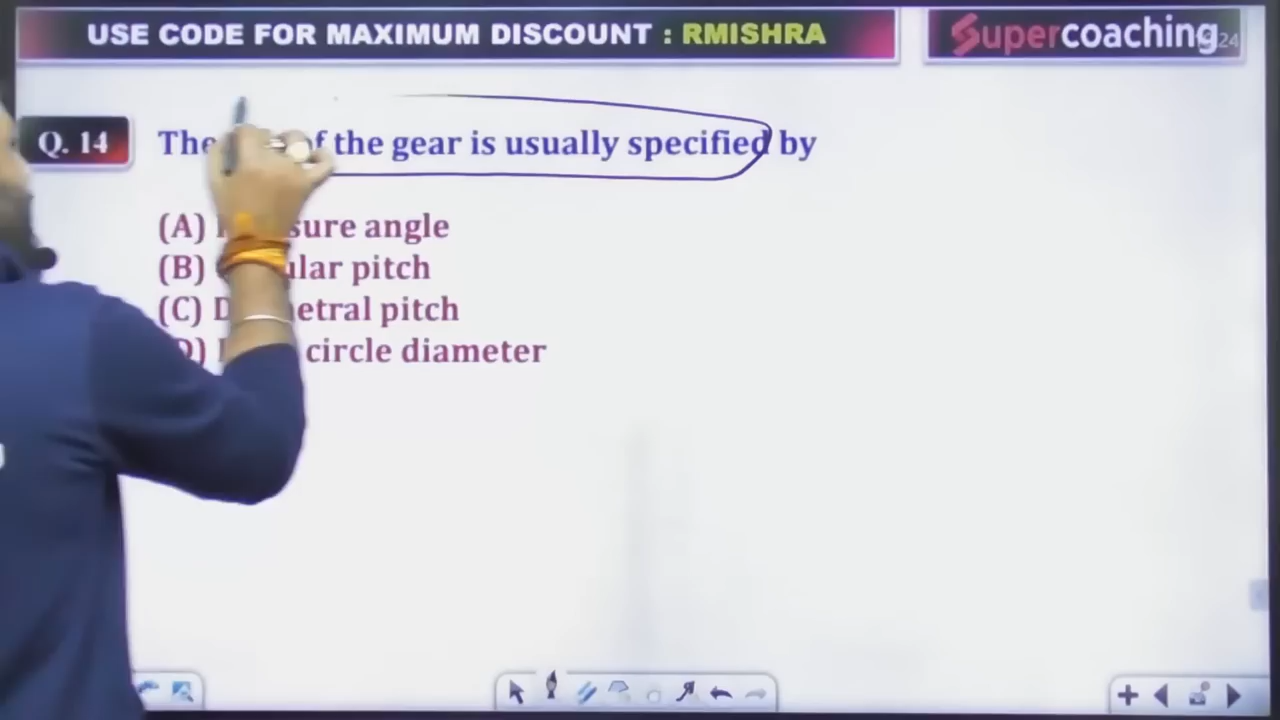 USE CODE FOR MAXIMUM DISCOUNT : RMISHRA
Supercoaching
Q. 14
The of the gear is usually specified by
(A) sure angle
(B) ular pitch
(C) D etral pitch
circle diameter